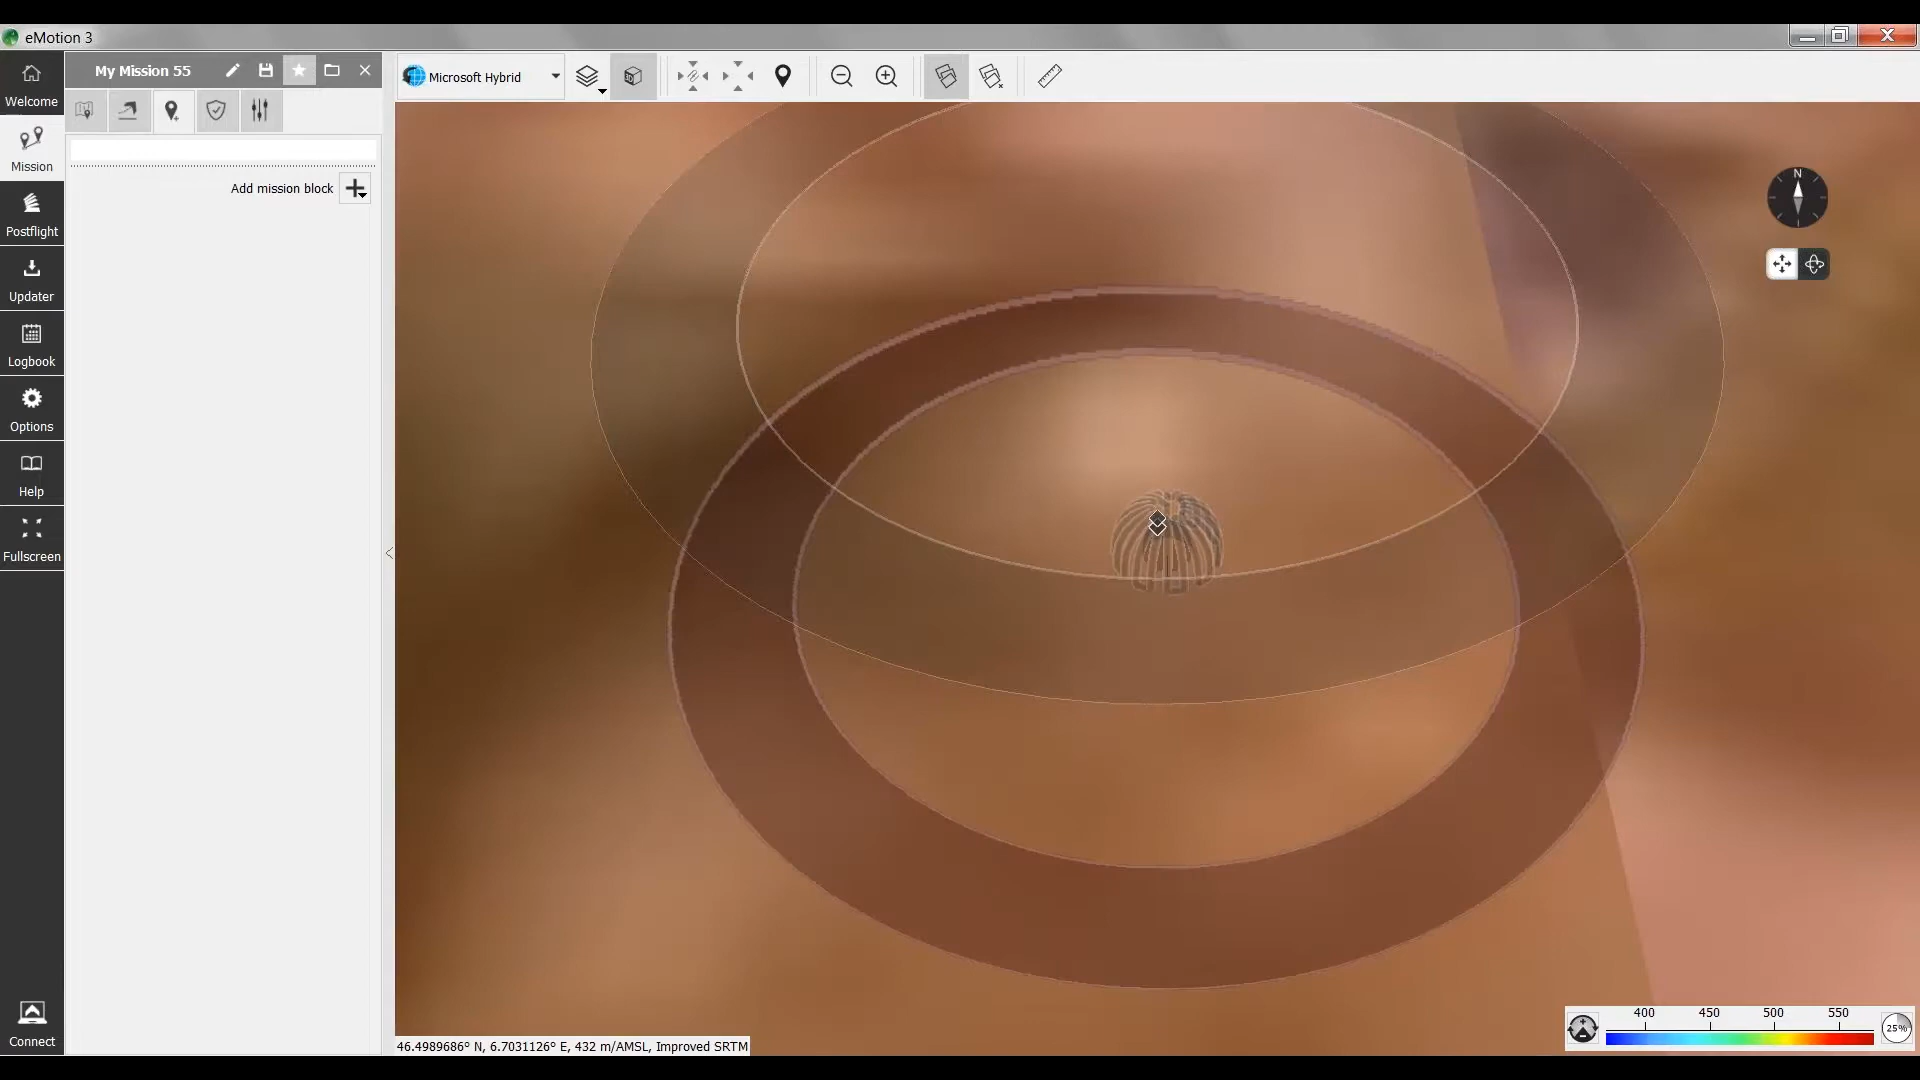 eMotion 3
Welcome
Mission
Postflight
Updater
Logbook
Options
Help
Fullscreen
Connect
My Mission 55
Add mission block
Microsoft Hybrid
3D
N
46.4989686° N, 6.7031126° E, 432 m/AMSL, Improved SRTM
400 450 500 550
25%